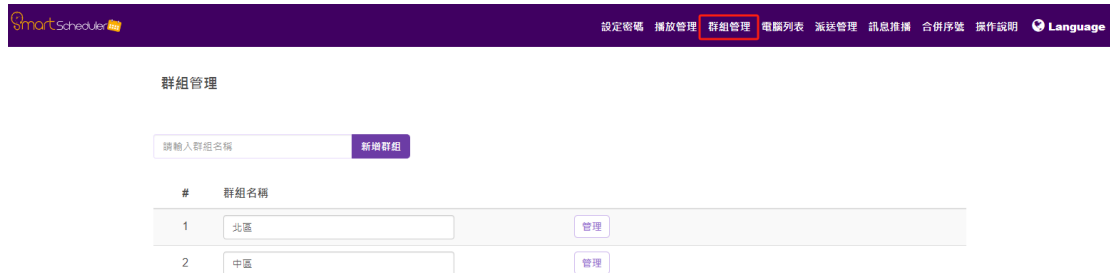 Smart Scheduler 設定密碼 播放管理 群組管理 電腦列表 派送管理 訊息推播 合併序號 操作說明 Language
群組管理
請輸入群組名稱 新增群組
# 群組名稱
1 北區 管理
2 中區 管理